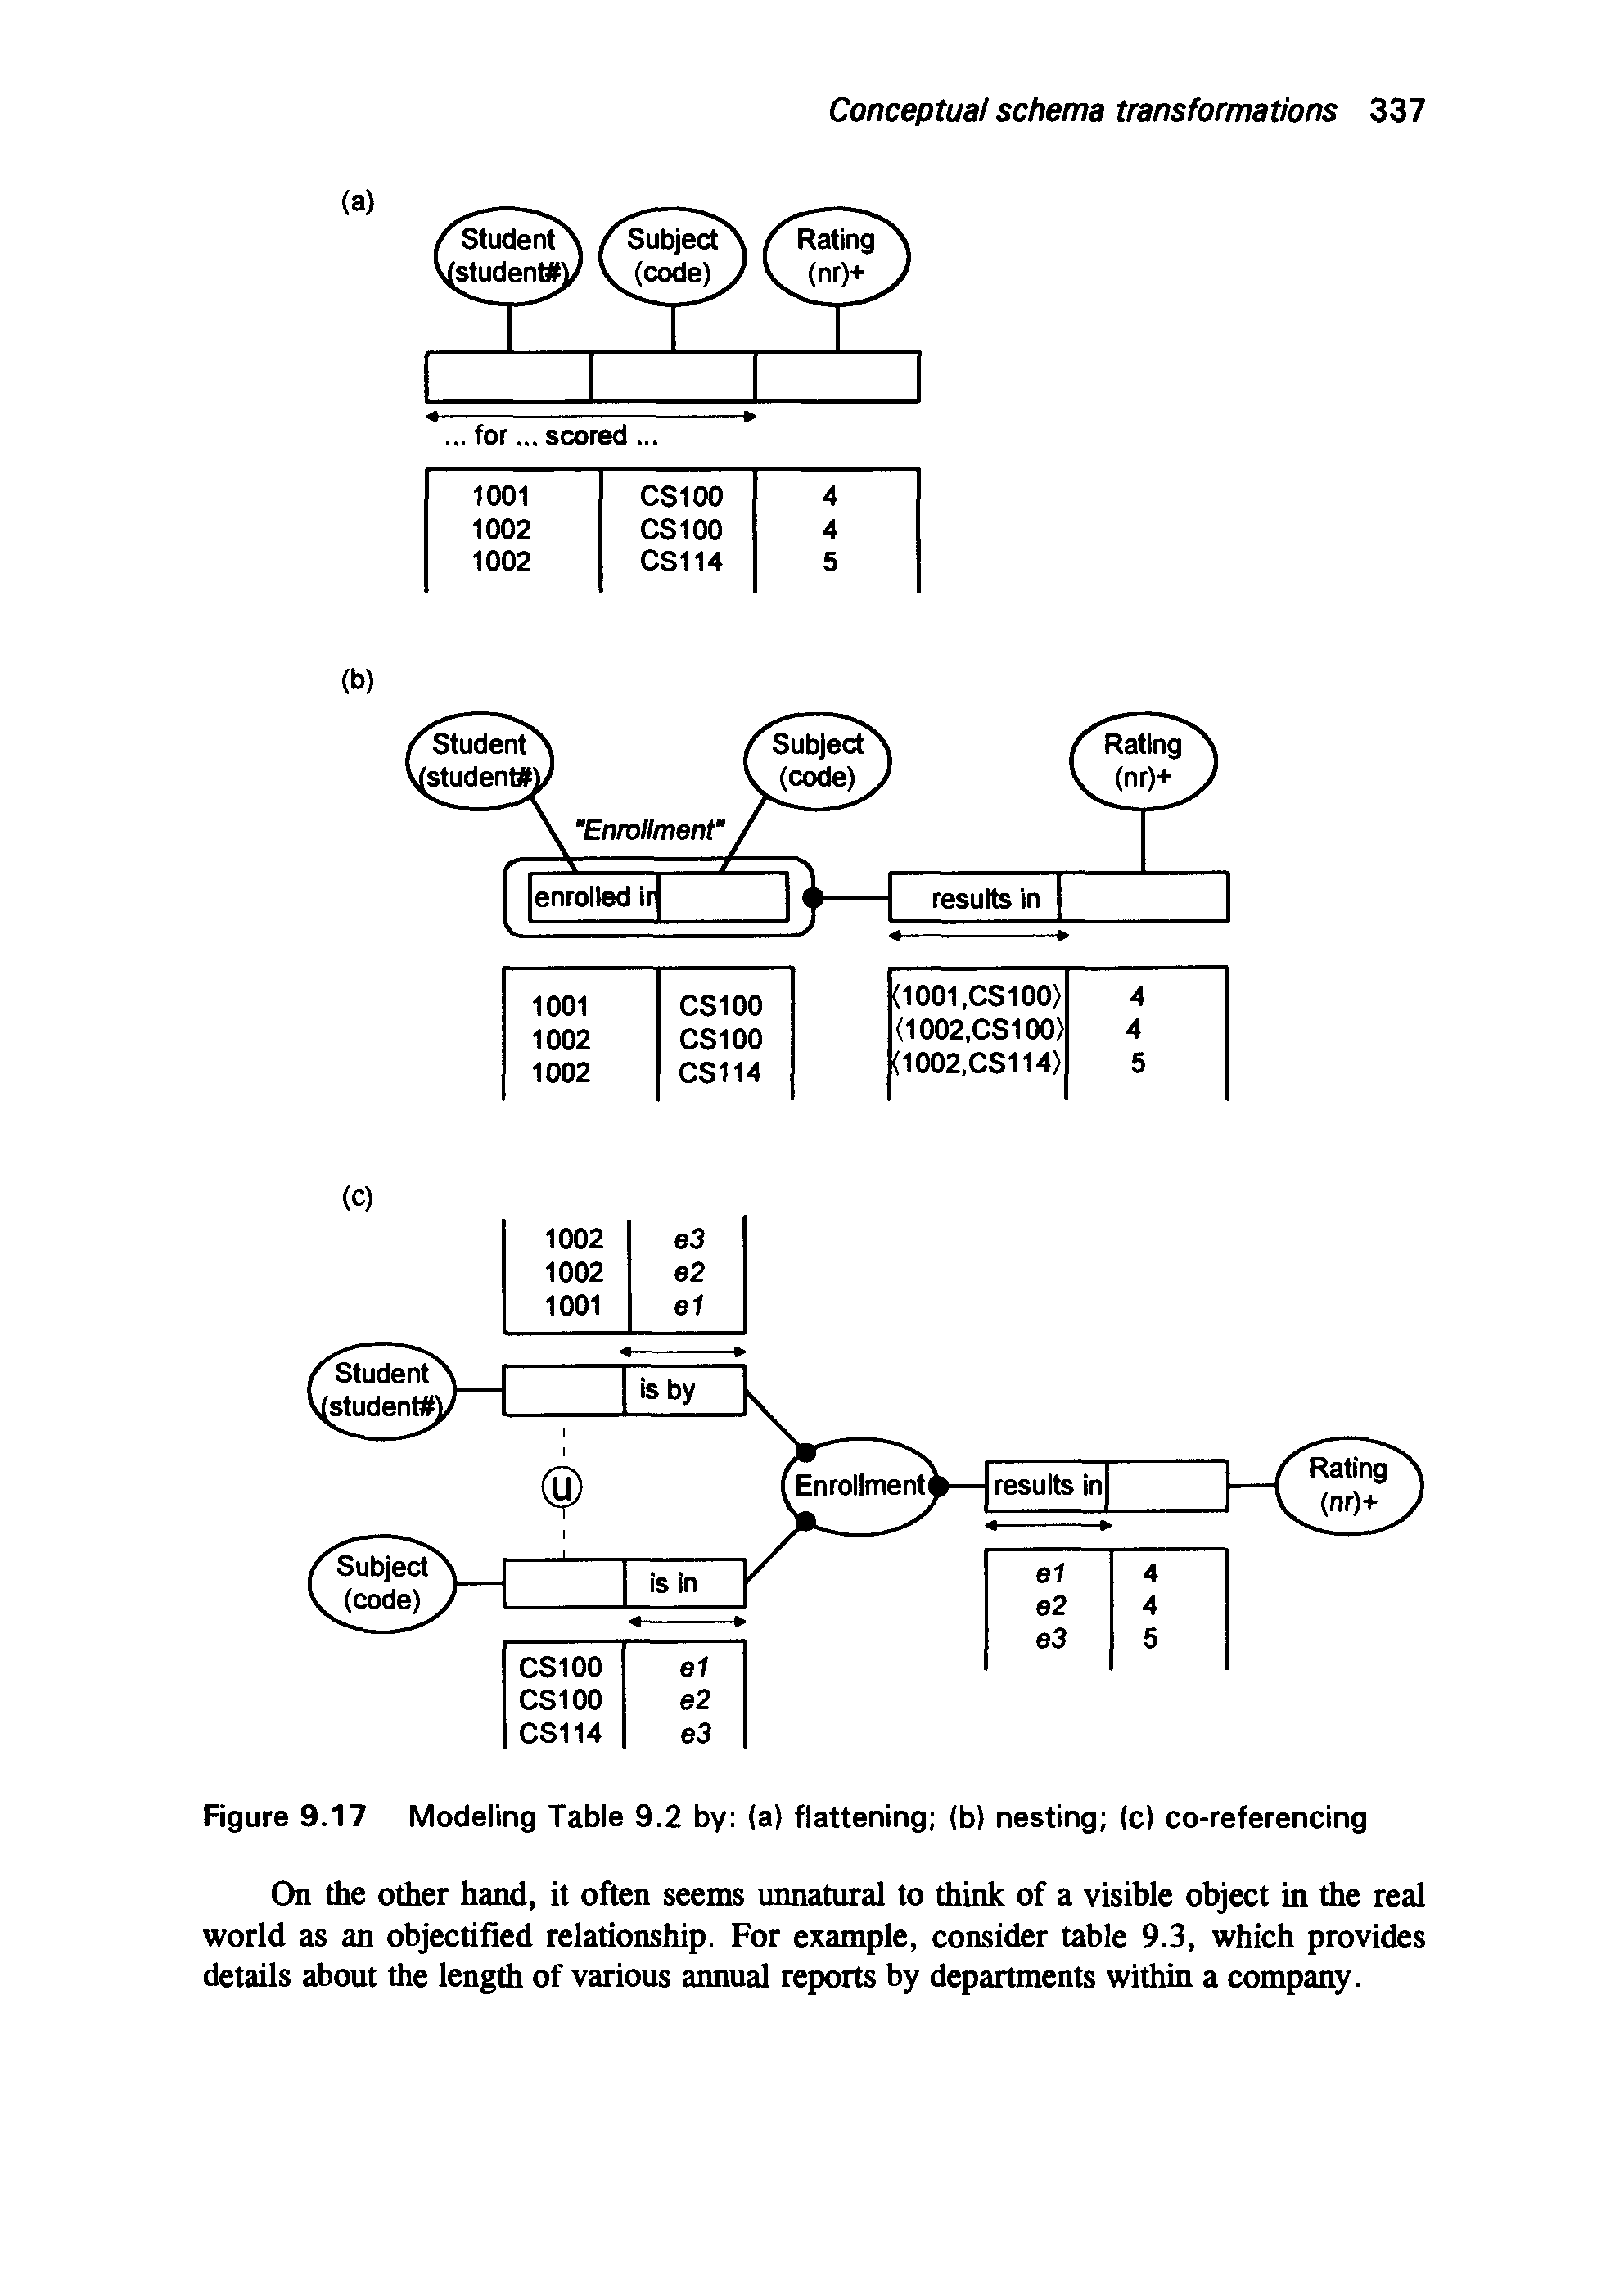 Conceptual schema transformations 337
(a)
Student Subject Rating
(student#) (code) (nr)+
... for ... scored ...
1001 CS100 4
1002 CS100 4
1002 CS114 5
(b)
Student Subject Rating
(student#) (code) (nr)+
"Enrollment"
enrolled in results in
1001 CS100 ⟨1001,CS100⟩ 4
1002 CS100 ⟨1002,CS100⟩ 4
1002 CS114 ⟨1002,CS114⟩ 5
(c)
1002 e3
1002 e2
1001 e1
Student
(student#)
is by
U
Enrollment
results in
Rating
(nr)+
Subject
(code)
is in
e1 4
e2 4
e3 5
CS100 e1
CS100 e2
CS114 e3
Figure 9.17 Modeling Table 9.2 by: (a) flattening; (b) nesting; (c) co-referencing
On the other hand, it often seems unnatural to think of a visible object in the real
world as an objectified relationship. For example, consider table 9.3, which provides
details about the length of various annual reports by departments within a company.